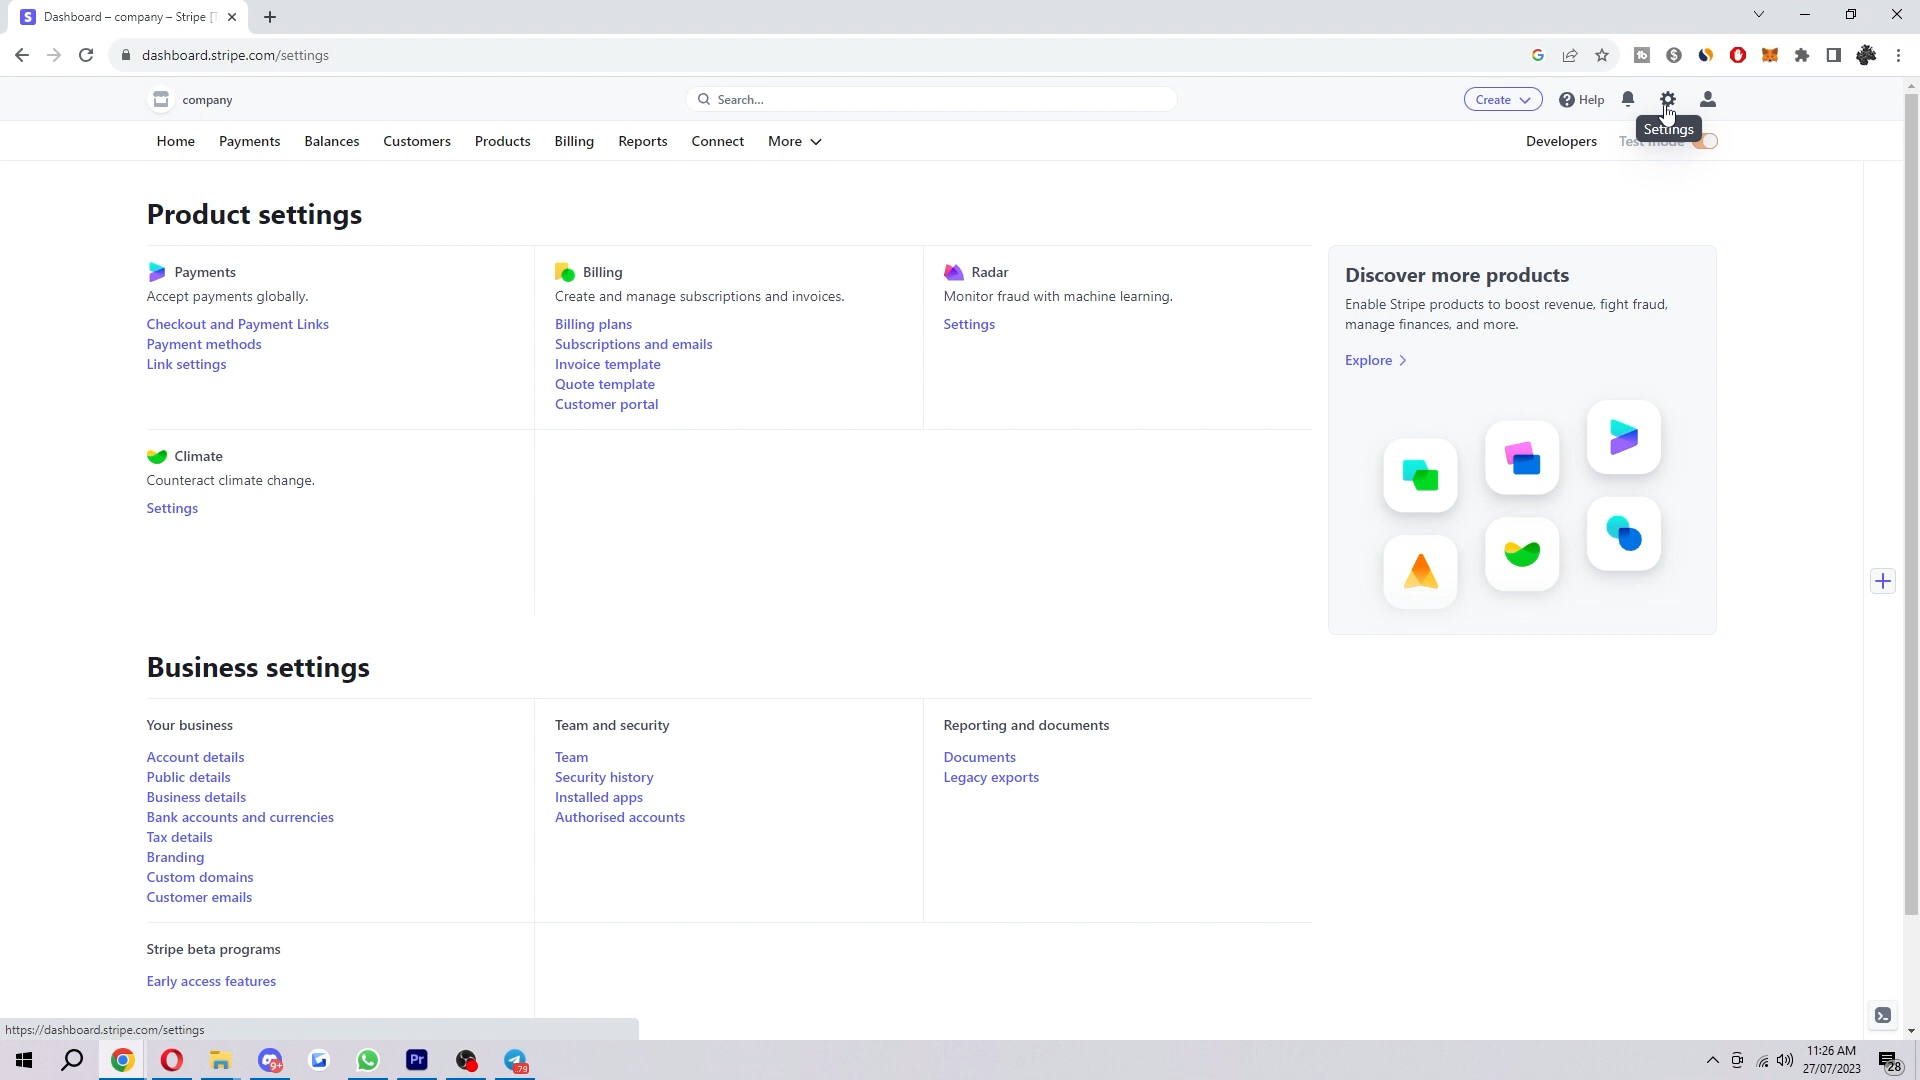 Dashboard – company – Stripe [T
dashboard.stripe.com/settings
company
Search...
Create
Help
Settings
Home
Payments
Balances
Customers
Products
Billing
Reports
Connect
More
Developers
Test mode
Product settings
Payments
Accept payments globally.
Checkout and Payment Links
Payment methods
Link settings
Billing
Create and manage subscriptions and invoices.
Billing plans
Subscriptions and emails
Invoice template
Quote template
Customer portal
Radar
Monitor fraud with machine learning.
Settings
Discover more products
Enable Stripe products to boost revenue, fight fraud,
manage finances, and more.
Explore
Climate
Counteract climate change.
Settings
Business settings
Your business
Account details
Public details
Business details
Bank accounts and currencies
Tax details
Branding
Custom domains
Customer emails
Team and security
Team
Security history
Installed apps
Authorised accounts
Reporting and documents
Documents
Legacy exports
Stripe beta programs
Early access features
https://dashboard.stripe.com/settings
9+
Pr
79
11:26 AM
27/07/2023
28